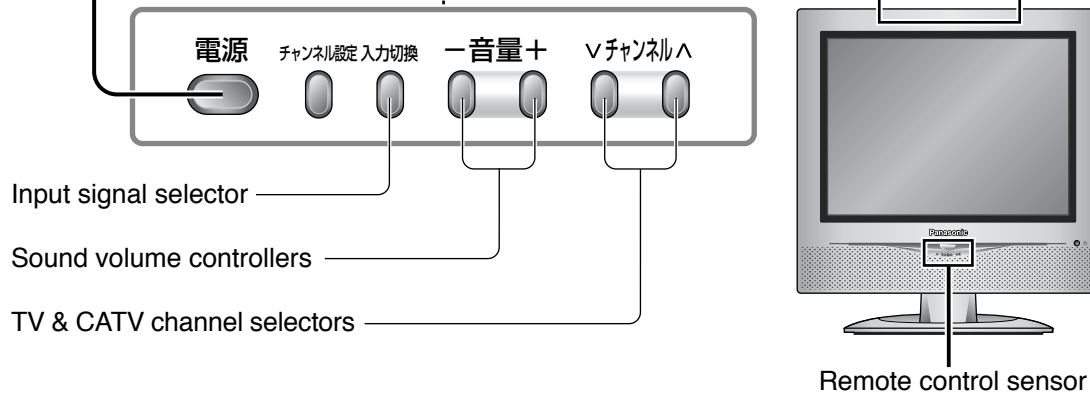 電源 チャンネル設定 入力切換 －音量＋ ∨チャンネル∧
Input signal selector
Sound volume controllers
TV & CATV channel selectors
Panasonic
Remote control sensor